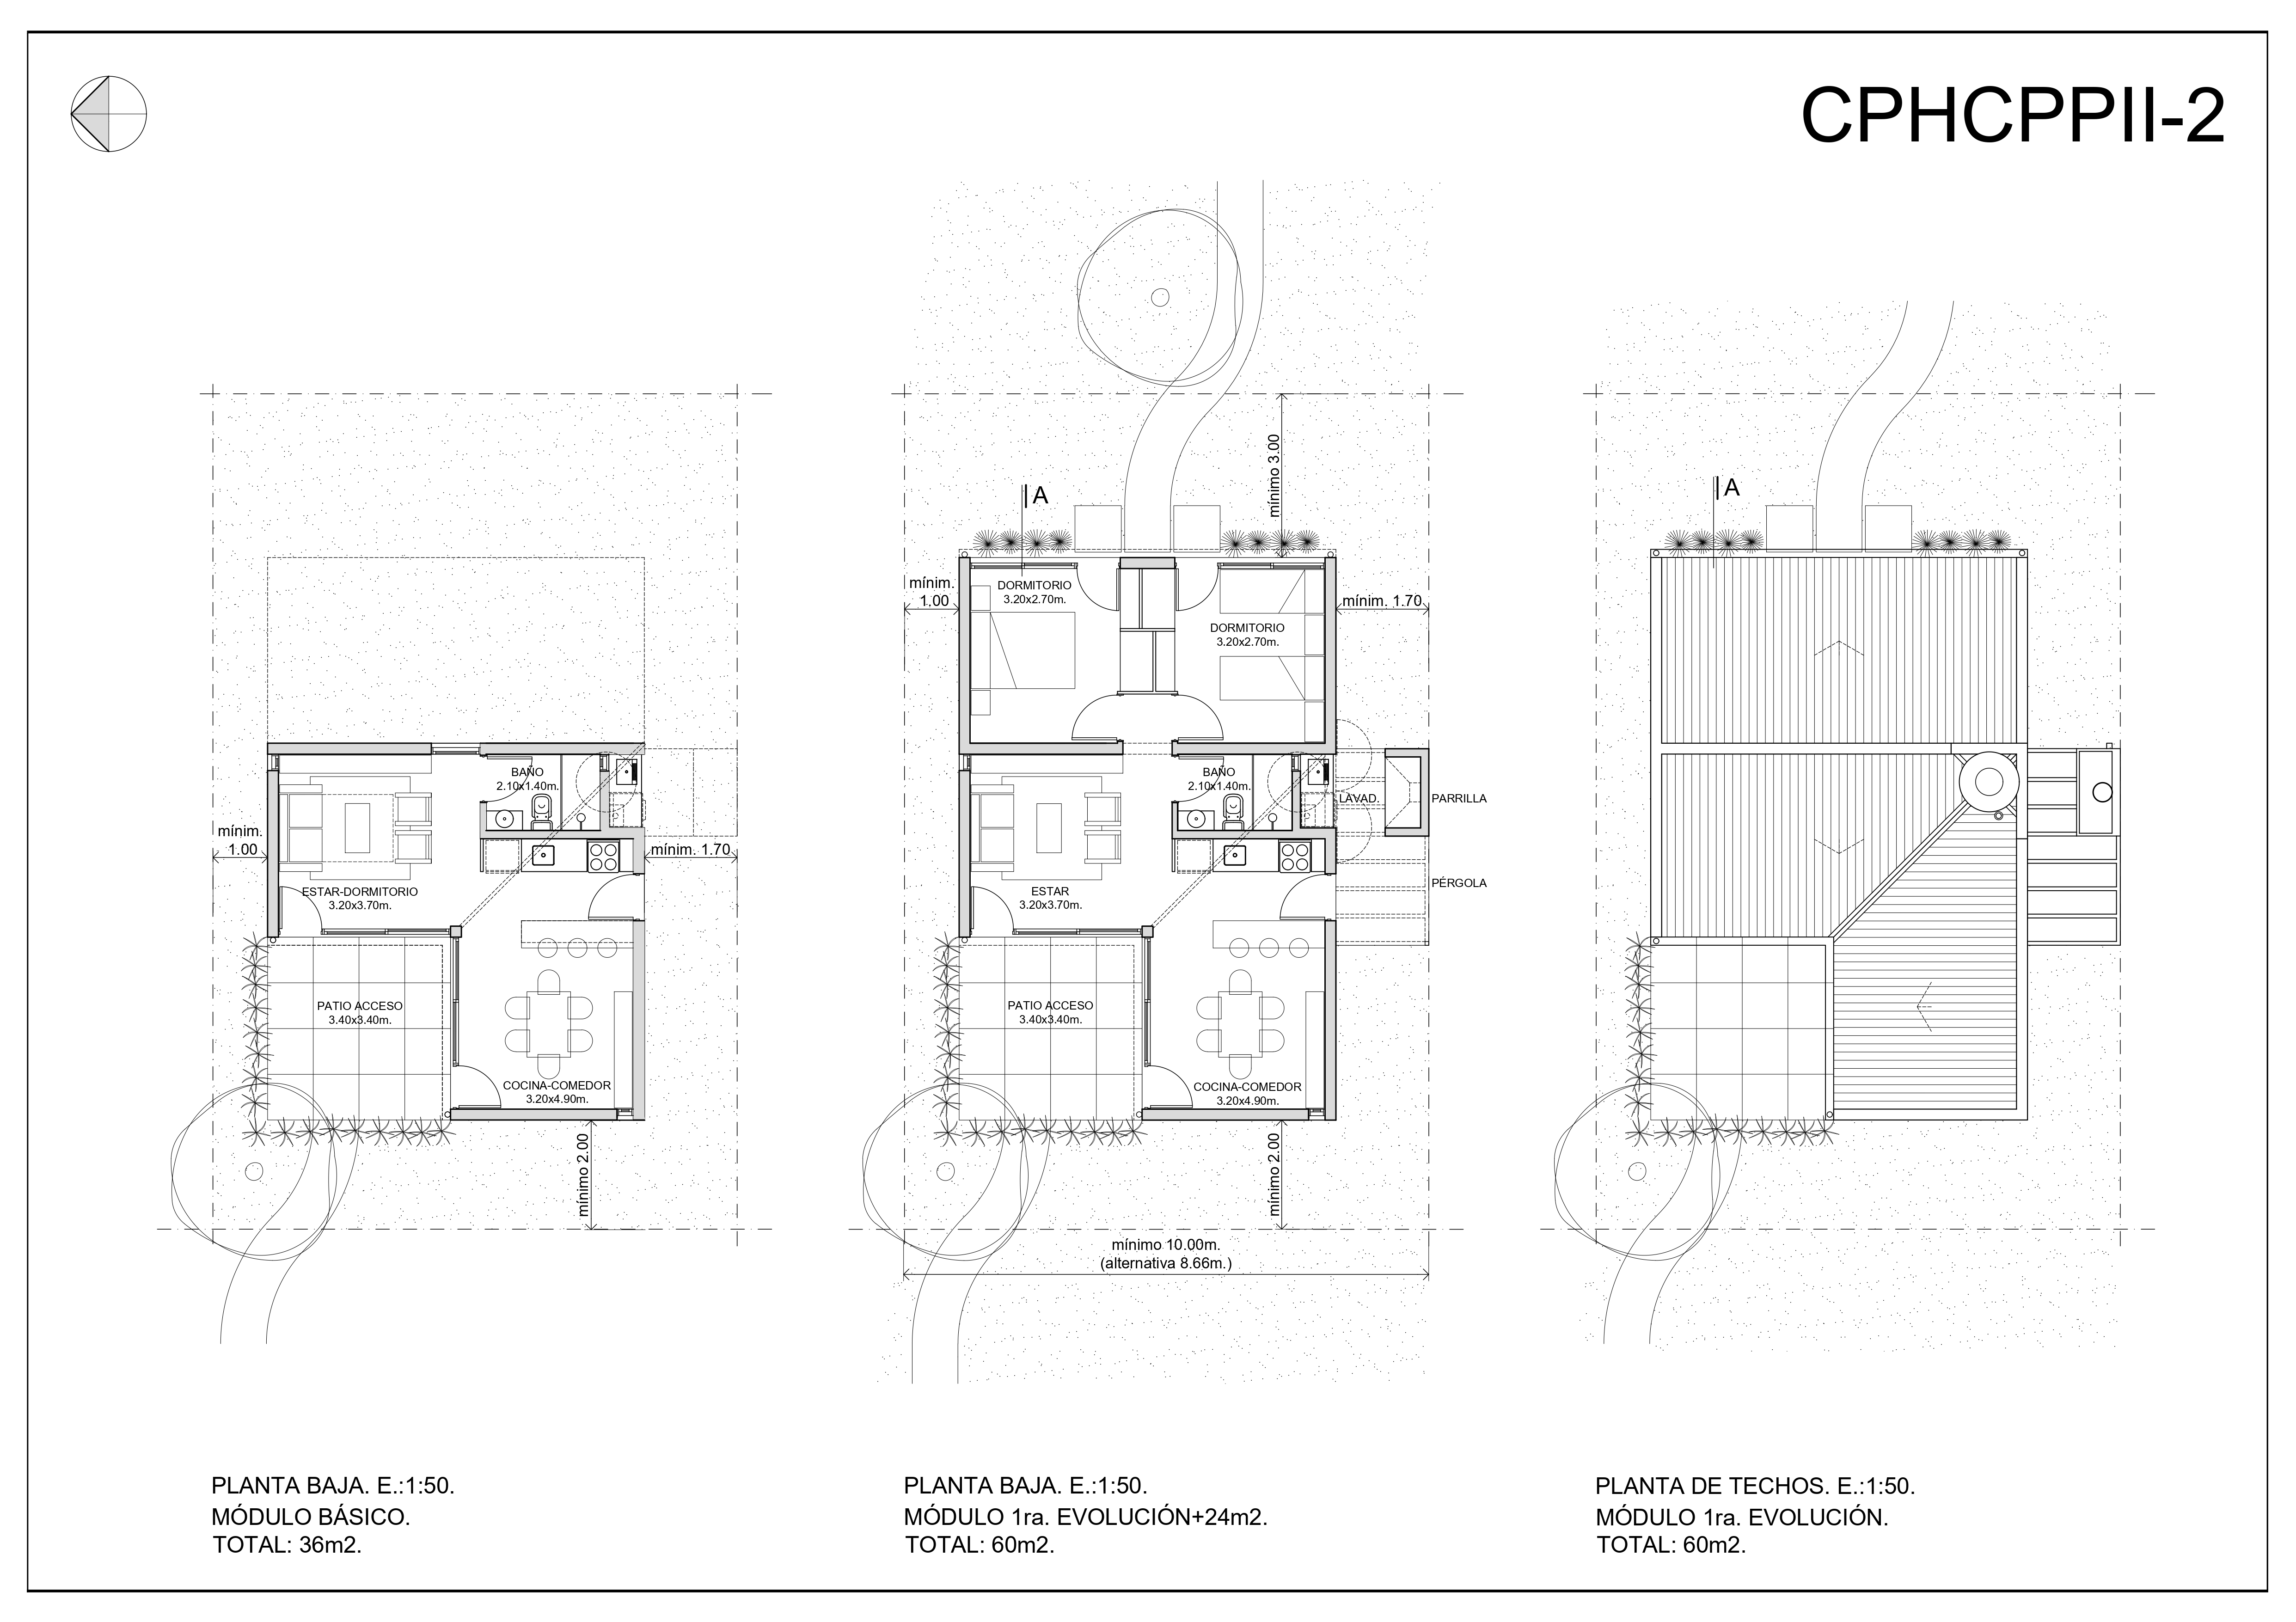 CPHCPPII-2
mínim.
1.00
BAÑO
2.10x1.40m.
mínim. 1.70
ESTAR-DORMITORIO
3.20x3.70m.
PATIO ACCESO
3.40x3.40m.
COCINA-COMEDOR
3.20x4.90m.
mínimo 2.00
PLANTA BAJA. E.:1:50.
MÓDULO BÁSICO.
TOTAL: 36m2.
mínimo 3.00
A
mínim.
1.00
DORMITORIO
3.20x2.70m.
DORMITORIO
3.20x2.70m.
mínim. 1.70
BAÑO
2.10x1.40m.
LAVAD.
PARRILLA
ESTAR
3.20x3.70m.
PÉRGOLA
PATIO ACCESO
3.40x3.40m.
COCINA-COMEDOR
3.20x4.90m.
mínimo 2.00
mínimo 10.00m.
(alternativa 8.66m.)
PLANTA BAJA. E.:1:50.
MÓDULO 1ra. EVOLUCIÓN+24m2.
TOTAL: 60m2.
A
PLANTA DE TECHOS. E.:1:50.
MÓDULO 1ra. EVOLUCIÓN.
TOTAL: 60m2.